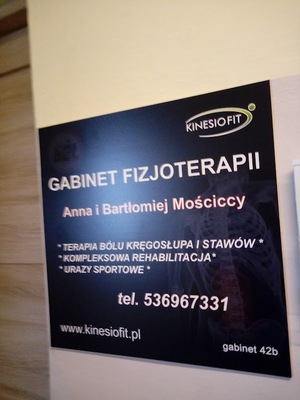 KINESIOFIT
GABINET FIZJOTERAPII
Anna i Bartłomiej Mościccy
* TERAPIA BÓLU KRĘGOSŁUPA I STAWÓW *
* KOMPLEKSOWA REHABILITACJA*
* URAZY SPORTOWE *
tel. 536967331
www.kinesiofit.pl
gabinet 42b